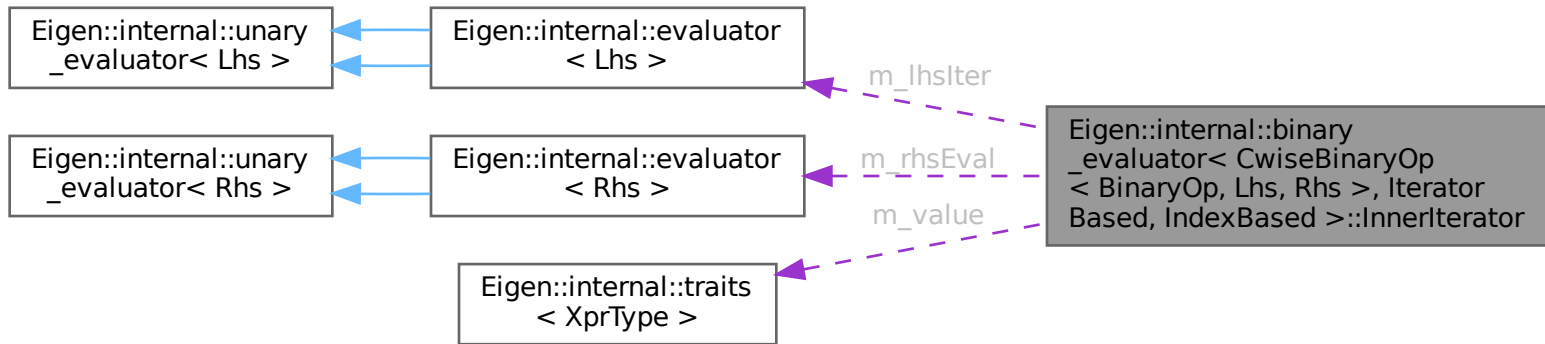 Eigen::internal::unary
_evaluator< Lhs >
Eigen::internal::evaluator
< Lhs >
m_lhsIter
Eigen::internal::unary
_evaluator< Rhs >
Eigen::internal::evaluator
< Rhs >
m_rhsEval
m_value
Eigen::internal::traits
< XprType >
Eigen::internal::binary
_evaluator< CwiseBinaryOp
< BinaryOp, Lhs, Rhs >, Iterator
Based, IndexBased >::InnerIterator